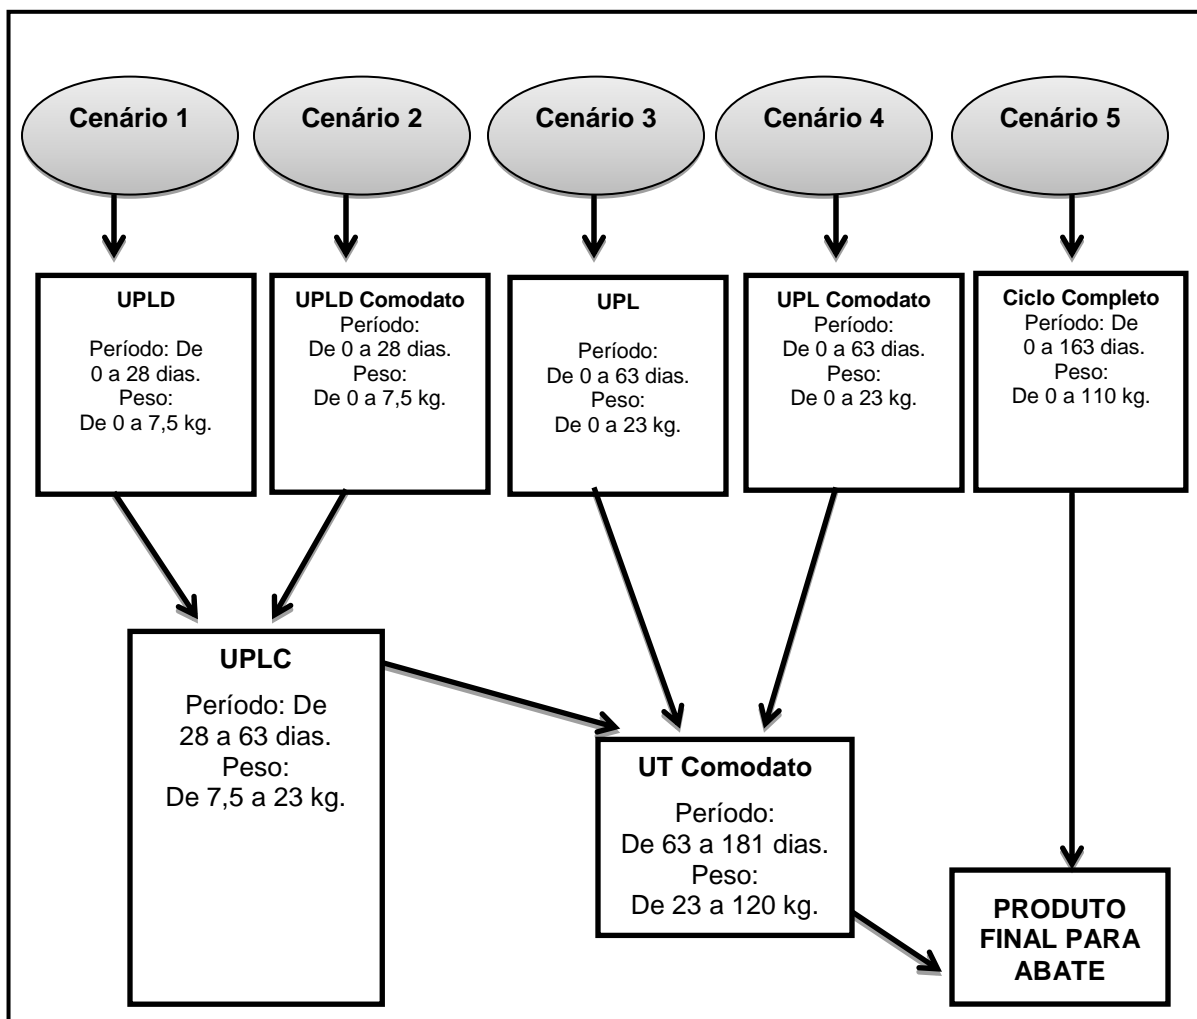 Cenário 1
Cenário 2
Cenário 3
Cenário 4
Cenário 5
UPLD
Período: De
0 a 28 dias.
Peso:
De 0 a 7,5 kg.
UPLD Comodato
Período:
De 0 a 28 dias.
Peso:
De 0 a 7,5 kg.
UPL
Período:
De 0 a 63 dias.
Peso:
De 0 a 23 kg.
UPL Comodato
Período:
De 0 a 63 dias.
Peso:
De 0 a 23 kg.
Ciclo Completo
Período: De
0 a 163 dias.
Peso:
De 0 a 110 kg.
UPLC
Período: De
28 a 63 dias.
Peso:
De 7,5 a 23 kg.
UT Comodato
Período:
De 63 a 181 dias.
Peso:
De 23 a 120 kg.
PRODUTO
FINAL PARA
ABATE